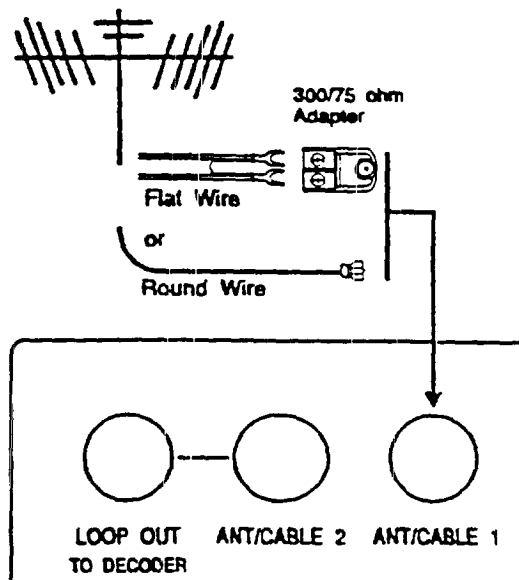 300/75 ohm
Adapter
Flat Wire
or
Round Wire
LOOP OUT
TO DECODER
ANT/CABLE 2
ANT/CABLE 1